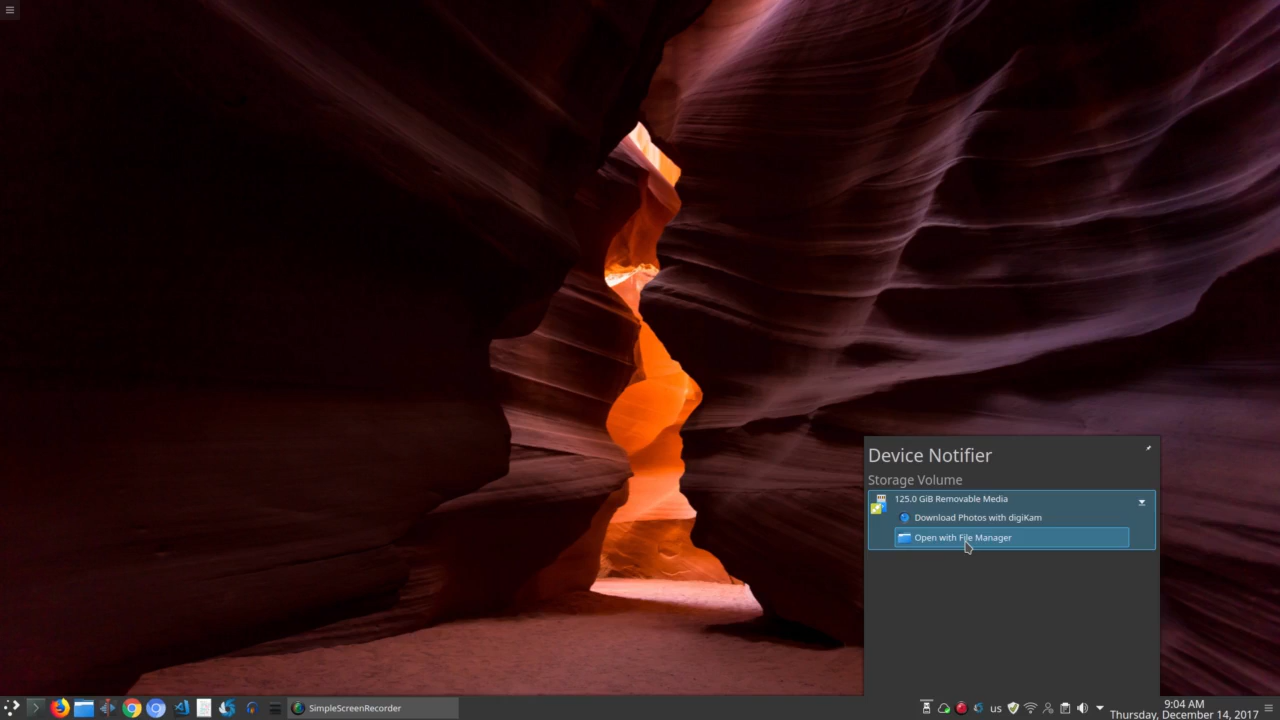 Device Notifier
Storage Volume
125.0 GiB Removable Media
Download Photos with digiKam
Open with File Manager
SimpleScreenRecorder
us
9:04 AM
Thursday, December 14, 2017